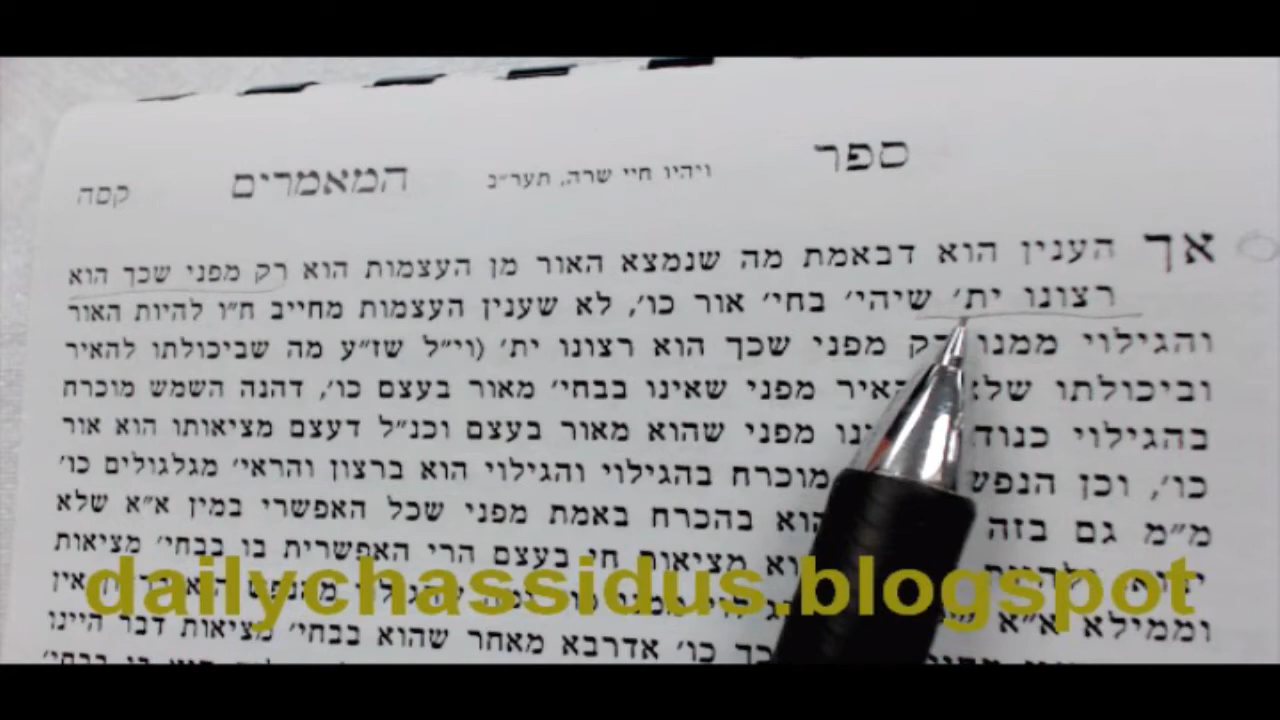 ספר ויהיו חיי שרה, תער״ב המאמרים קסה
אך הענין הוא דבאמת מה שנמצא האור מן העצמות הוא רק מפני שכך הוא
רצונו ית׳ שיהי׳ בחי׳ אור כו׳, לא שענין העצמות מחייב ח״ו להיות האור
והגילוי ממנו רק מפני שכך הוא רצונו ית׳ (וי״ל שז״ע מה שביכולתו להאיר
וביכולתו שלא מפני שאינו בבחי׳ מאור בעצם כו׳, דהנה השמש מוכרח
בהגילוי מפני שהוא מאור בעצם וכנ״ל דעצם מציאותו הוא אור
כו׳, וכן הנפש מוכרח בהגילוי והגילוי הוא ברצון והראי׳ מגלגולים כו׳
מ״מ גם בזה הוא בהכרח באמת מפני שכל האפשרי במין א״א שלא
מציאות חי בעצם הרי האפשרית בו בבחי׳ מציאות
וממילא א״א
כך כו׳ אדרבא מאחר שהוא בבחי׳ מציאות דבר היינו
dailychassidus.blogspot